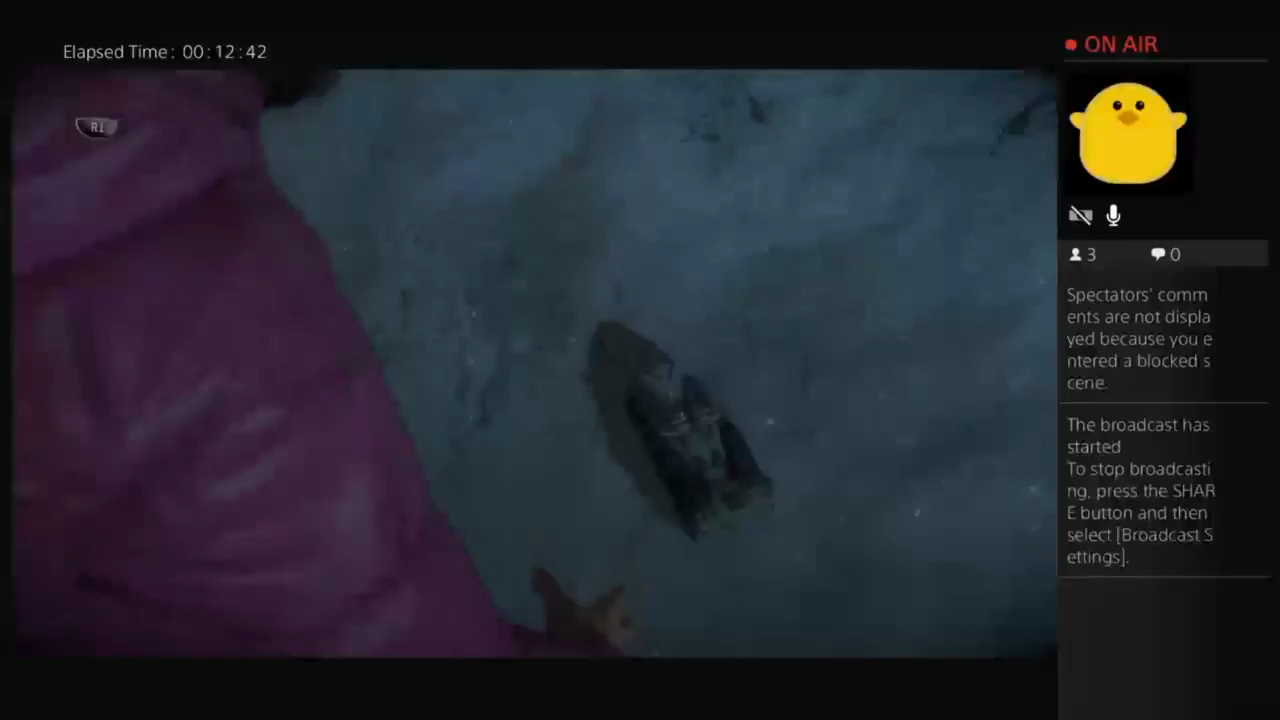 Elapsed Time: 00:12:42
ON AIR
R1
3
0
Spectators' comm
ents are not displa
yed because you e
ntered a blocked s
cene.
The broadcast has
started
To stop broadcasti
ng, press the SHAR
E button and then
select [Broadcast S
ettings].